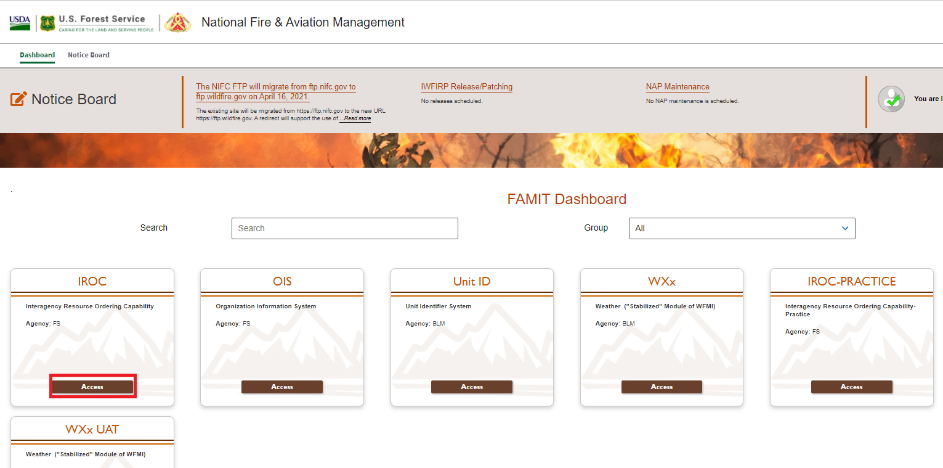 USDA
U.S. Forest Service
CARING FOR THE LAND AND SERVING PEOPLE
National Fire & Aviation Management
Dashboard
Notice Board
Notice Board
The NIFC FTP will migrate from ftp.nifc.gov to
ftp.wildfire.gov on April 16, 2021.
The existing site will be migrated from https://ftp.nifc.gov to the new URL
https://ftp.wildfire.gov. A redirect will support the use of ...Read more
IWFIRP Release/Patching
No releases scheduled.
NAP Maintenance
No NAP maintenance is scheduled.
You are l
FAMIT Dashboard
Search
Search
Group
All
IROC
Interagency Resource Ordering Capability
Agency: FS
Access
OIS
Organization Information System
Agency: FS
Access
Unit ID
Unit Identifier System
Agency: BLM
Access
WXx
Weather ("Stabilized" Module of WFMI)
Agency: BLM
Access
IROC-PRACTICE
Interagency Resource Ordering Capability-
Practice
Agency: FS
Access
WXx UAT
Weather ("Stabilized" Module of WFMI)